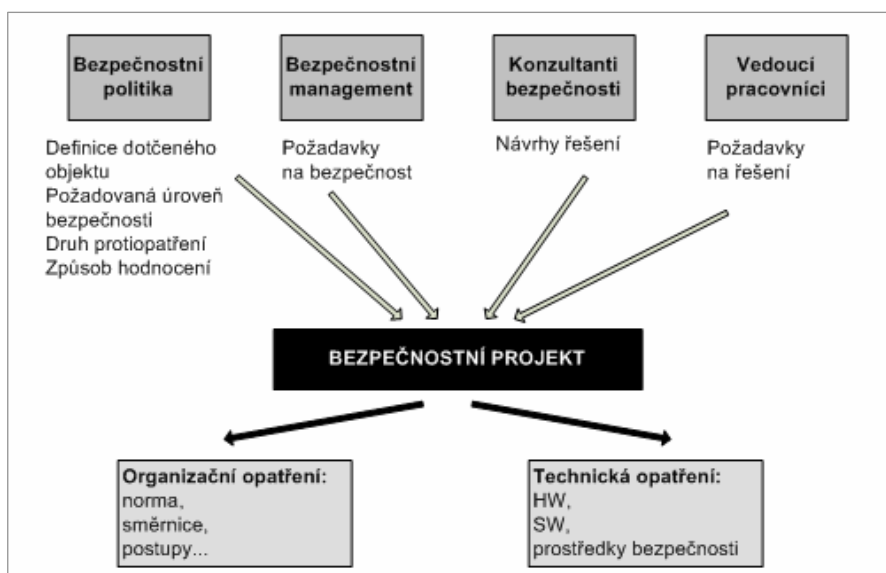 Bezpečnostní
politika
Bezpečnostní
management
Konzultanti
bezpečnosti
Vedoucí
pracovníci
Definice dotčeného
objektu
Požadovaná úroveň
bezpečnosti
Druh protiopatření
Způsob hodnocení
Požadavky
na bezpečnost
Návrhy řešení
Požadavky
na řešení
BEZPEČNOSTNÍ PROJEKT
Organizační opatření:
norma,
směrnice,
postupy...
Technická opatření:
HW,
SW,
prostředky bezpečnosti